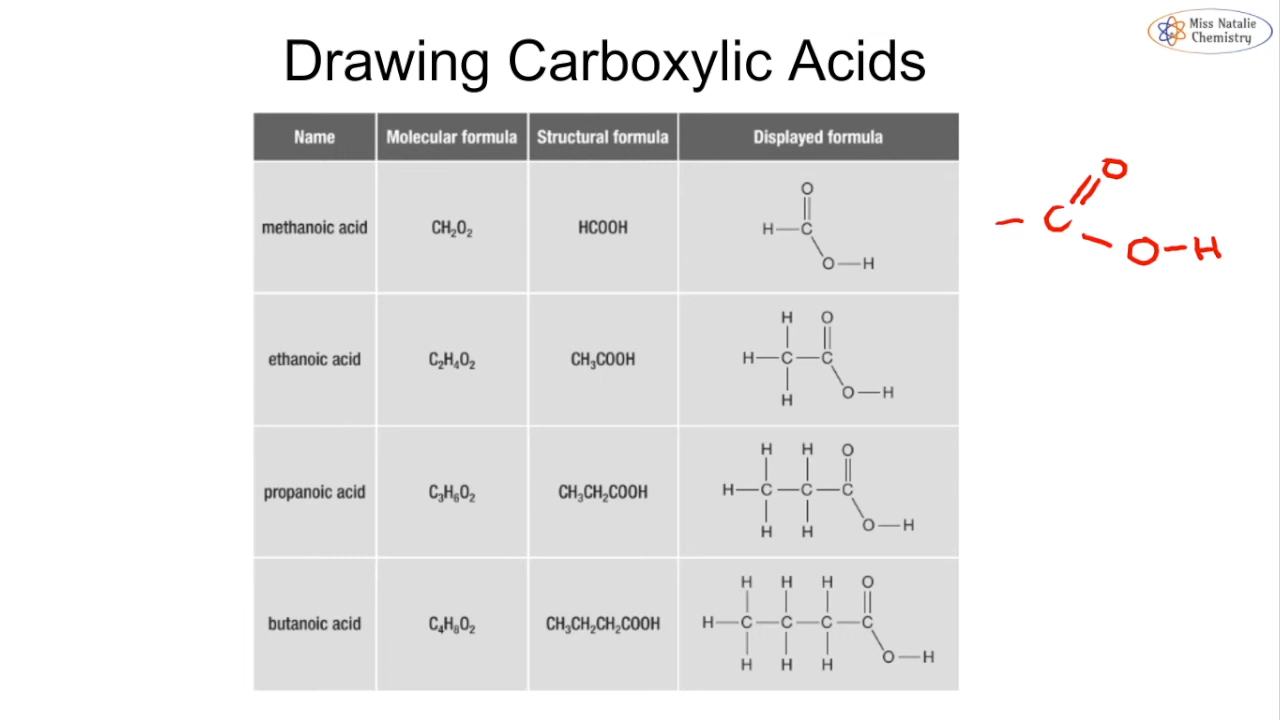 Miss Natalie
Chemistry
Drawing Carboxylic Acids
Name Molecular formula Structural formula Displayed formula
O
methanoic acid CH₂O₂ HCOOH H—C
O—H
H O
ethanoic acid C₂H₄O₂ CH₃COOH H—C—C
H O—H
H H O
propanoic acid C₃H₆O₂ CH₃CH₂COOH H—C—C—C
H H O—H
H H H O
butanoic acid C₄H₈O₂ CH₃CH₂CH₂COOH H—C—C—C—C
H H H O—H
O
– C
O–H